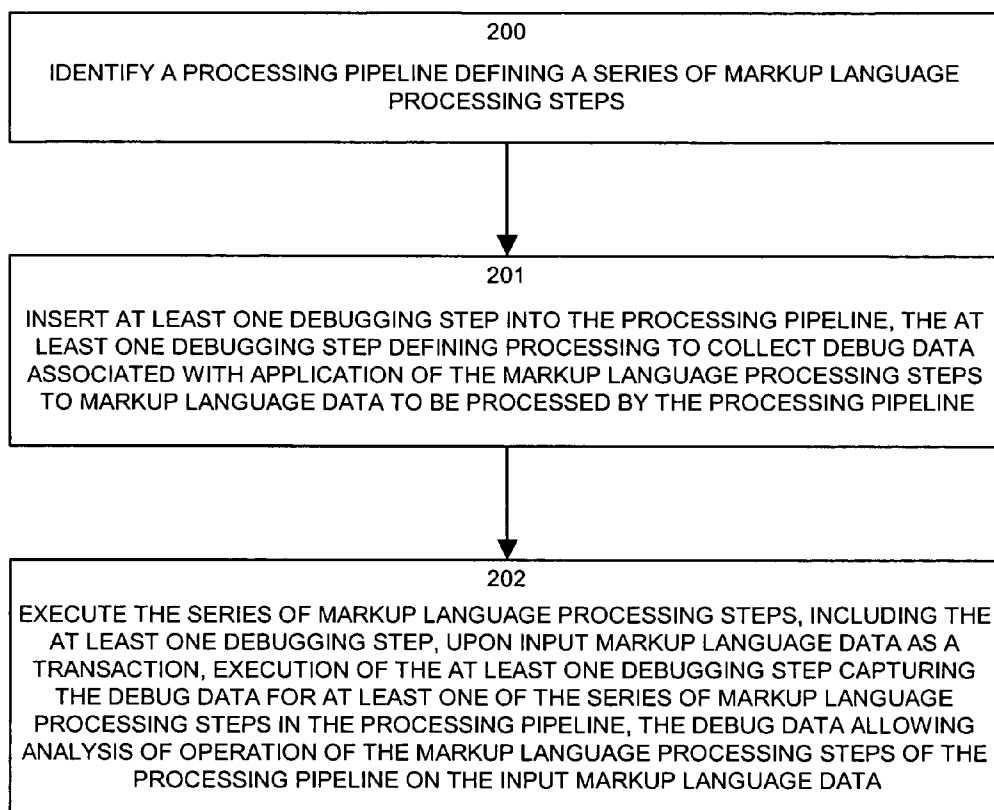 200
IDENTIFY A PROCESSING PIPELINE DEFINING A SERIES OF MARKUP LANGUAGE
PROCESSING STEPS
201
INSERT AT LEAST ONE DEBUGGING STEP INTO THE PROCESSING PIPELINE, THE AT
LEAST ONE DEBUGGING STEP DEFINING PROCESSING TO COLLECT DEBUG DATA
ASSOCIATED WITH APPLICATION OF THE MARKUP LANGUAGE PROCESSING STEPS
TO MARKUP LANGUAGE DATA TO BE PROCESSED BY THE PROCESSING PIPELINE
202
EXECUTE THE SERIES OF MARKUP LANGUAGE PROCESSING STEPS, INCLUDING THE
AT LEAST ONE DEBUGGING STEP, UPON INPUT MARKUP LANGUAGE DATA AS A
TRANSACTION, EXECUTION OF THE AT LEAST ONE DEBUGGING STEP CAPTURING
THE DEBUG DATA FOR AT LEAST ONE OF THE SERIES OF MARKUP LANGUAGE
PROCESSING STEPS IN THE PROCESSING PIPELINE, THE DEBUG DATA ALLOWING
ANALYSIS OF OPERATION OF THE MARKUP LANGUAGE PROCESSING STEPS OF THE
PROCESSING PIPELINE ON THE INPUT MARKUP LANGUAGE DATA